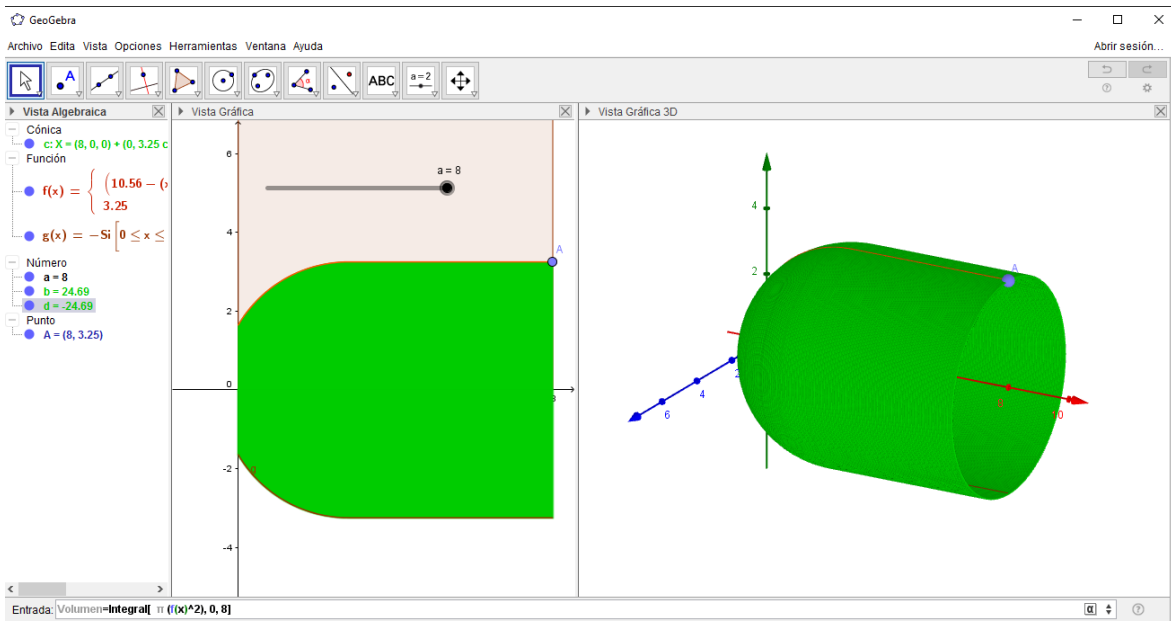 GeoGebra
Archivo Edita Vista Opciones Herramientas Ventana Ayuda
Abrir sesión...
A
ABC
a=2
Vista Algebraica
Cónica
c: X = (8, 0, 0) + (0, 3.25 c
Función
f(x) = { (10.56 − (x
3.25
g(x) = −Si [ 0 ≤ x ≤
Número
a = 8
b = 24.69
d = -24.69
Punto
A = (8, 3.25)
Vista Gráfica
6
a = 8
4
A
2
0
-2
g
-4
Vista Gráfica 3D
4
2
A
2
4
6
8
10
Entrada: Volumen=Integral[ π (f(x)^2), 0, 8]
α